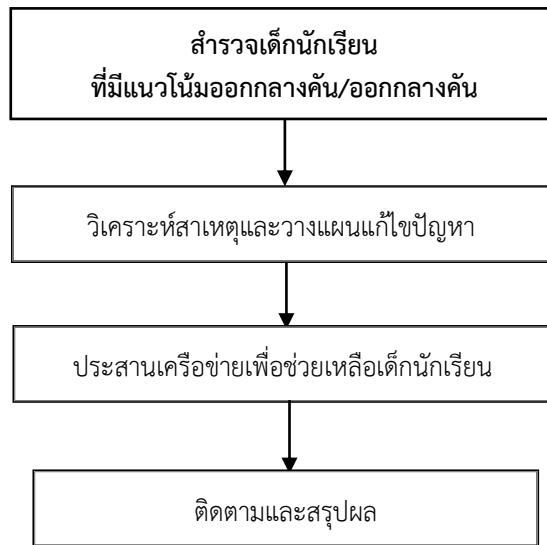 สำรวจเด็กนักเรียน
ที่มีแนวโน้มออกกลางคัน/ออกกลางคัน
วิเคราะห์สาเหตุและวางแผนแก้ไขปัญหา
ประสานเครือข่ายเพื่อช่วยเหลือเด็กนักเรียน
ติดตามและสรุปผล